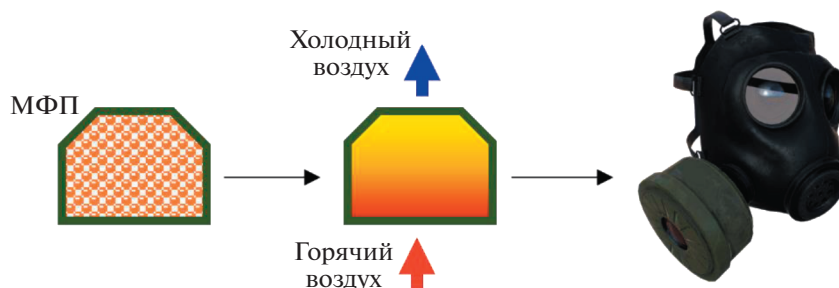 Холодный
воздух
МФП
Горячий
воздух